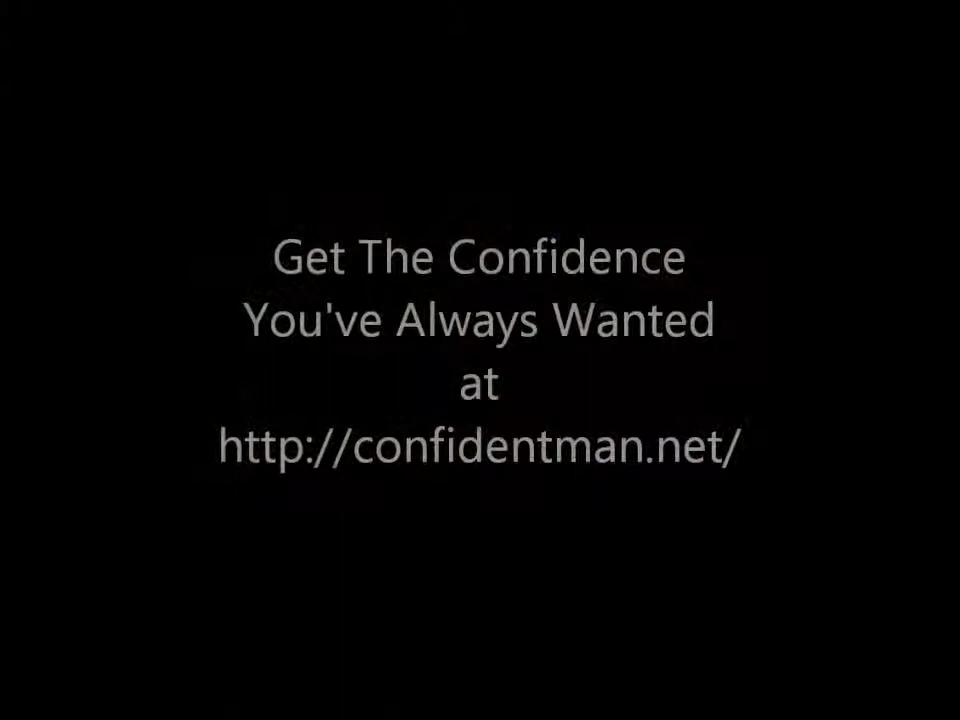 Get The Confidence
You've Always Wanted
at
http://confidentman.net/